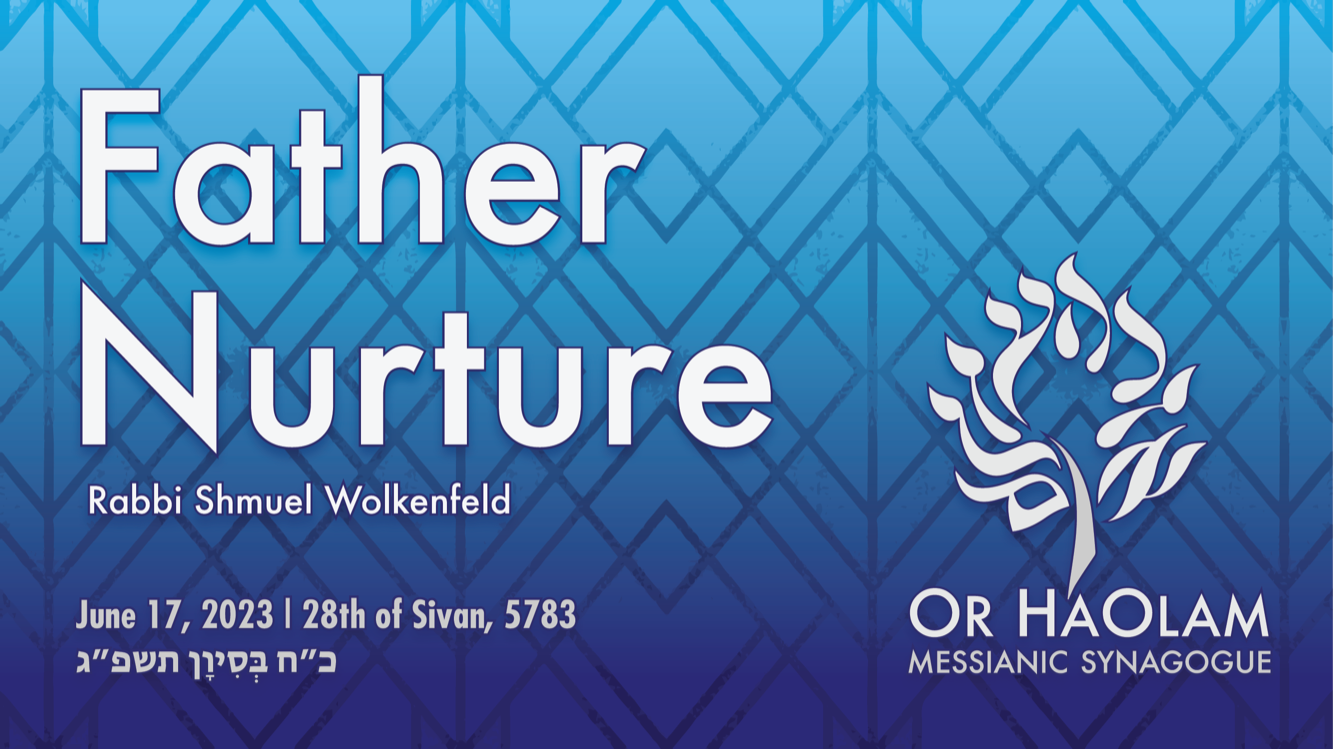 Father
Nurture
Rabbi Shmuel Wolkenfeld
June 17, 2023 | 28th of Sivan, 5783
כ״ח בְּסִיוָן תשפ״ג
OR HAOLAM
MESSIANIC SYNAGOGUE